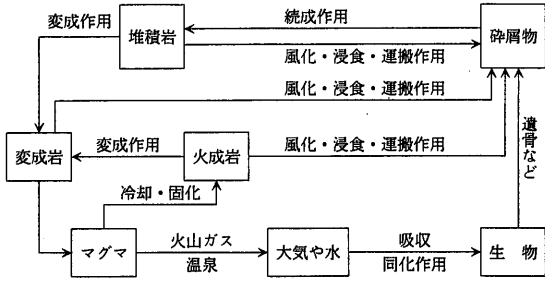 変成作用
堆積岩
続成作用
風化・浸食・運搬作用
砕屑物
風化・浸食・運搬作用
変成岩
変成作用
火成岩
風化・浸食・運搬作用
遺骨など
冷却・固化
マグマ
火山ガス
温泉
大気や水
吸収
同化作用
生物